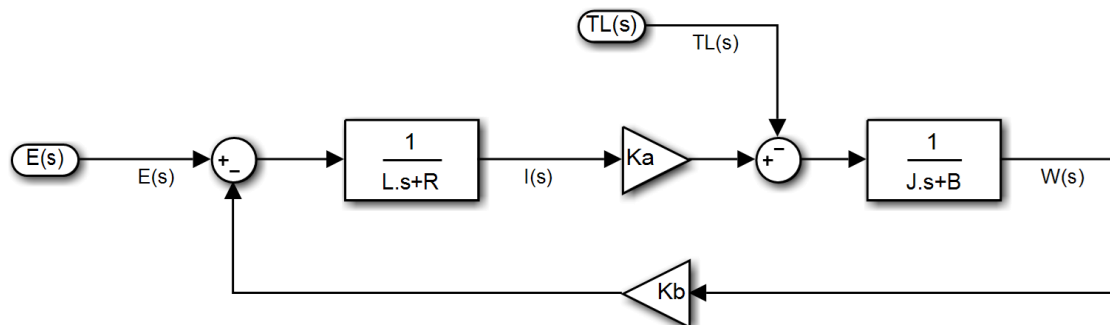 TL(s)
TL(s)
E(s)
E(s)
+
−
1
L.s+R
I(s)
Ka
+
−
1
J.s+B
W(s)
Kb